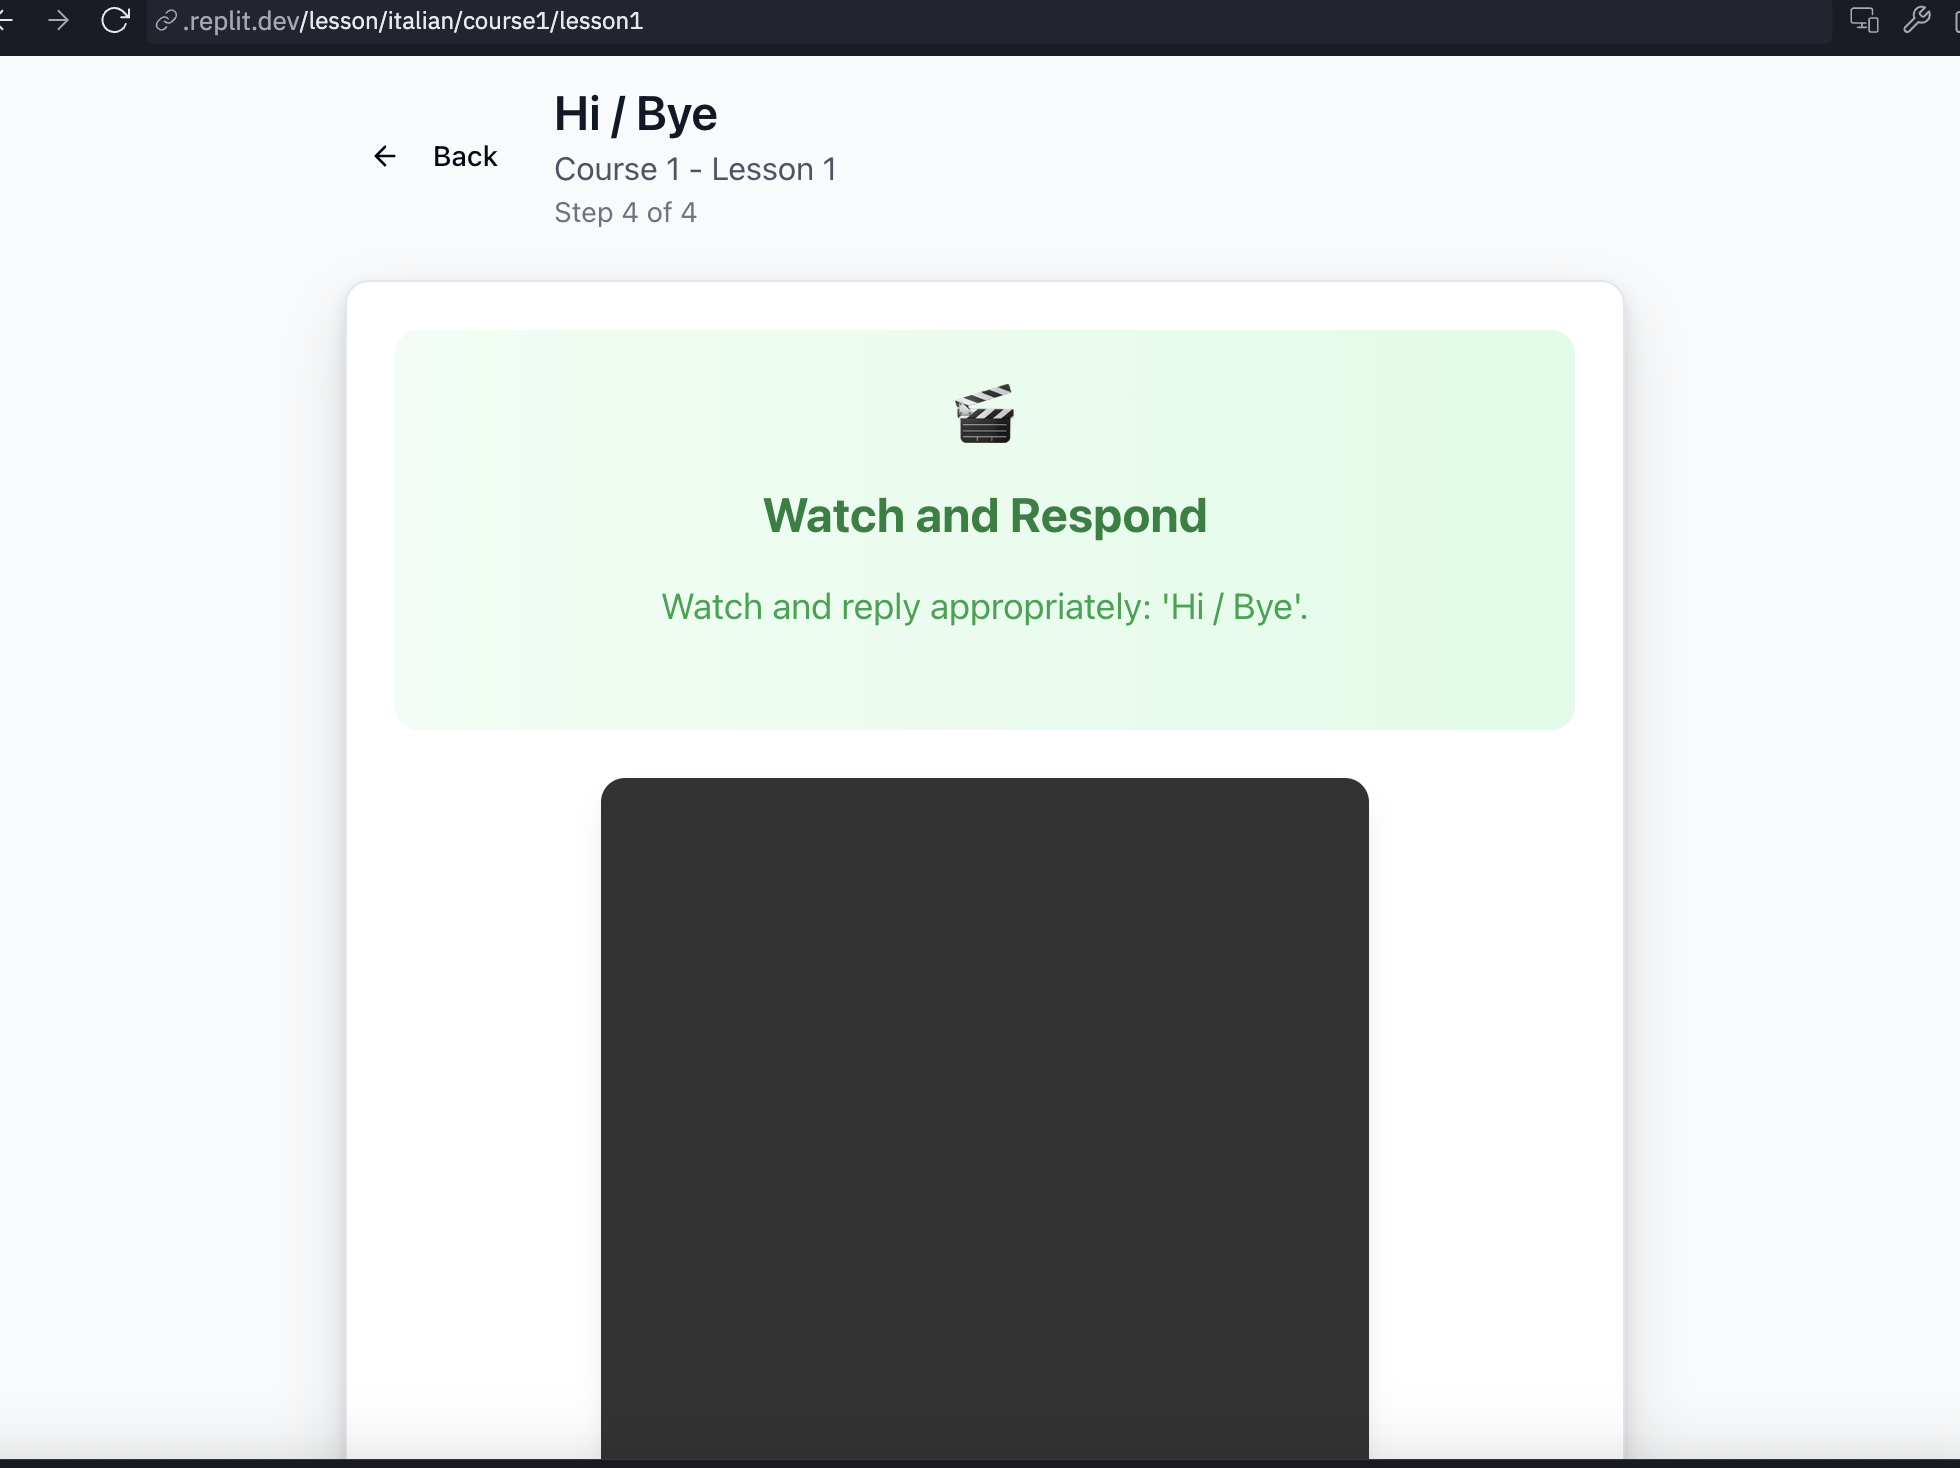 .replit.dev/lesson/italian/course1/lesson1
Hi / Bye
Back
Course 1 - Lesson 1
Step 4 of 4
Watch and Respond
Watch and reply appropriately: 'Hi / Bye'.